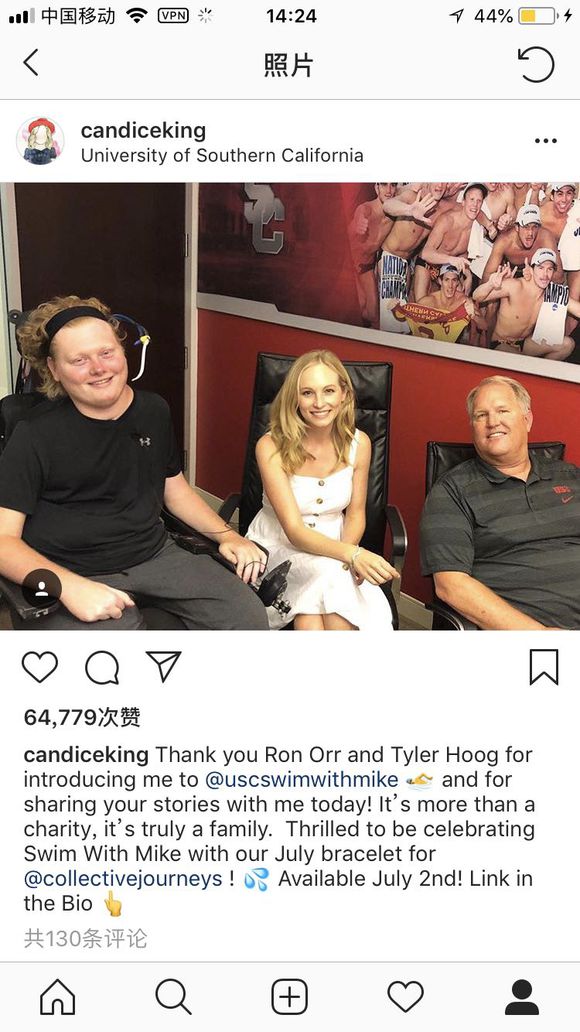 中国移动 VPN 14:24 44%
照片
candiceking
University of Southern California
SC
NATION
CHAMPIO
64,779次赞
candiceking Thank you Ron Orr and Tyler Hoog for
introducing me to @uscswimwithmike 🏊 and for
sharing your stories with me today! It's more than a
charity, it's truly a family. Thrilled to be celebrating
Swim With Mike with our July bracelet for
@collectivejourneys ! 💦 Available July 2nd! Link in
the Bio 👆
共130条评论